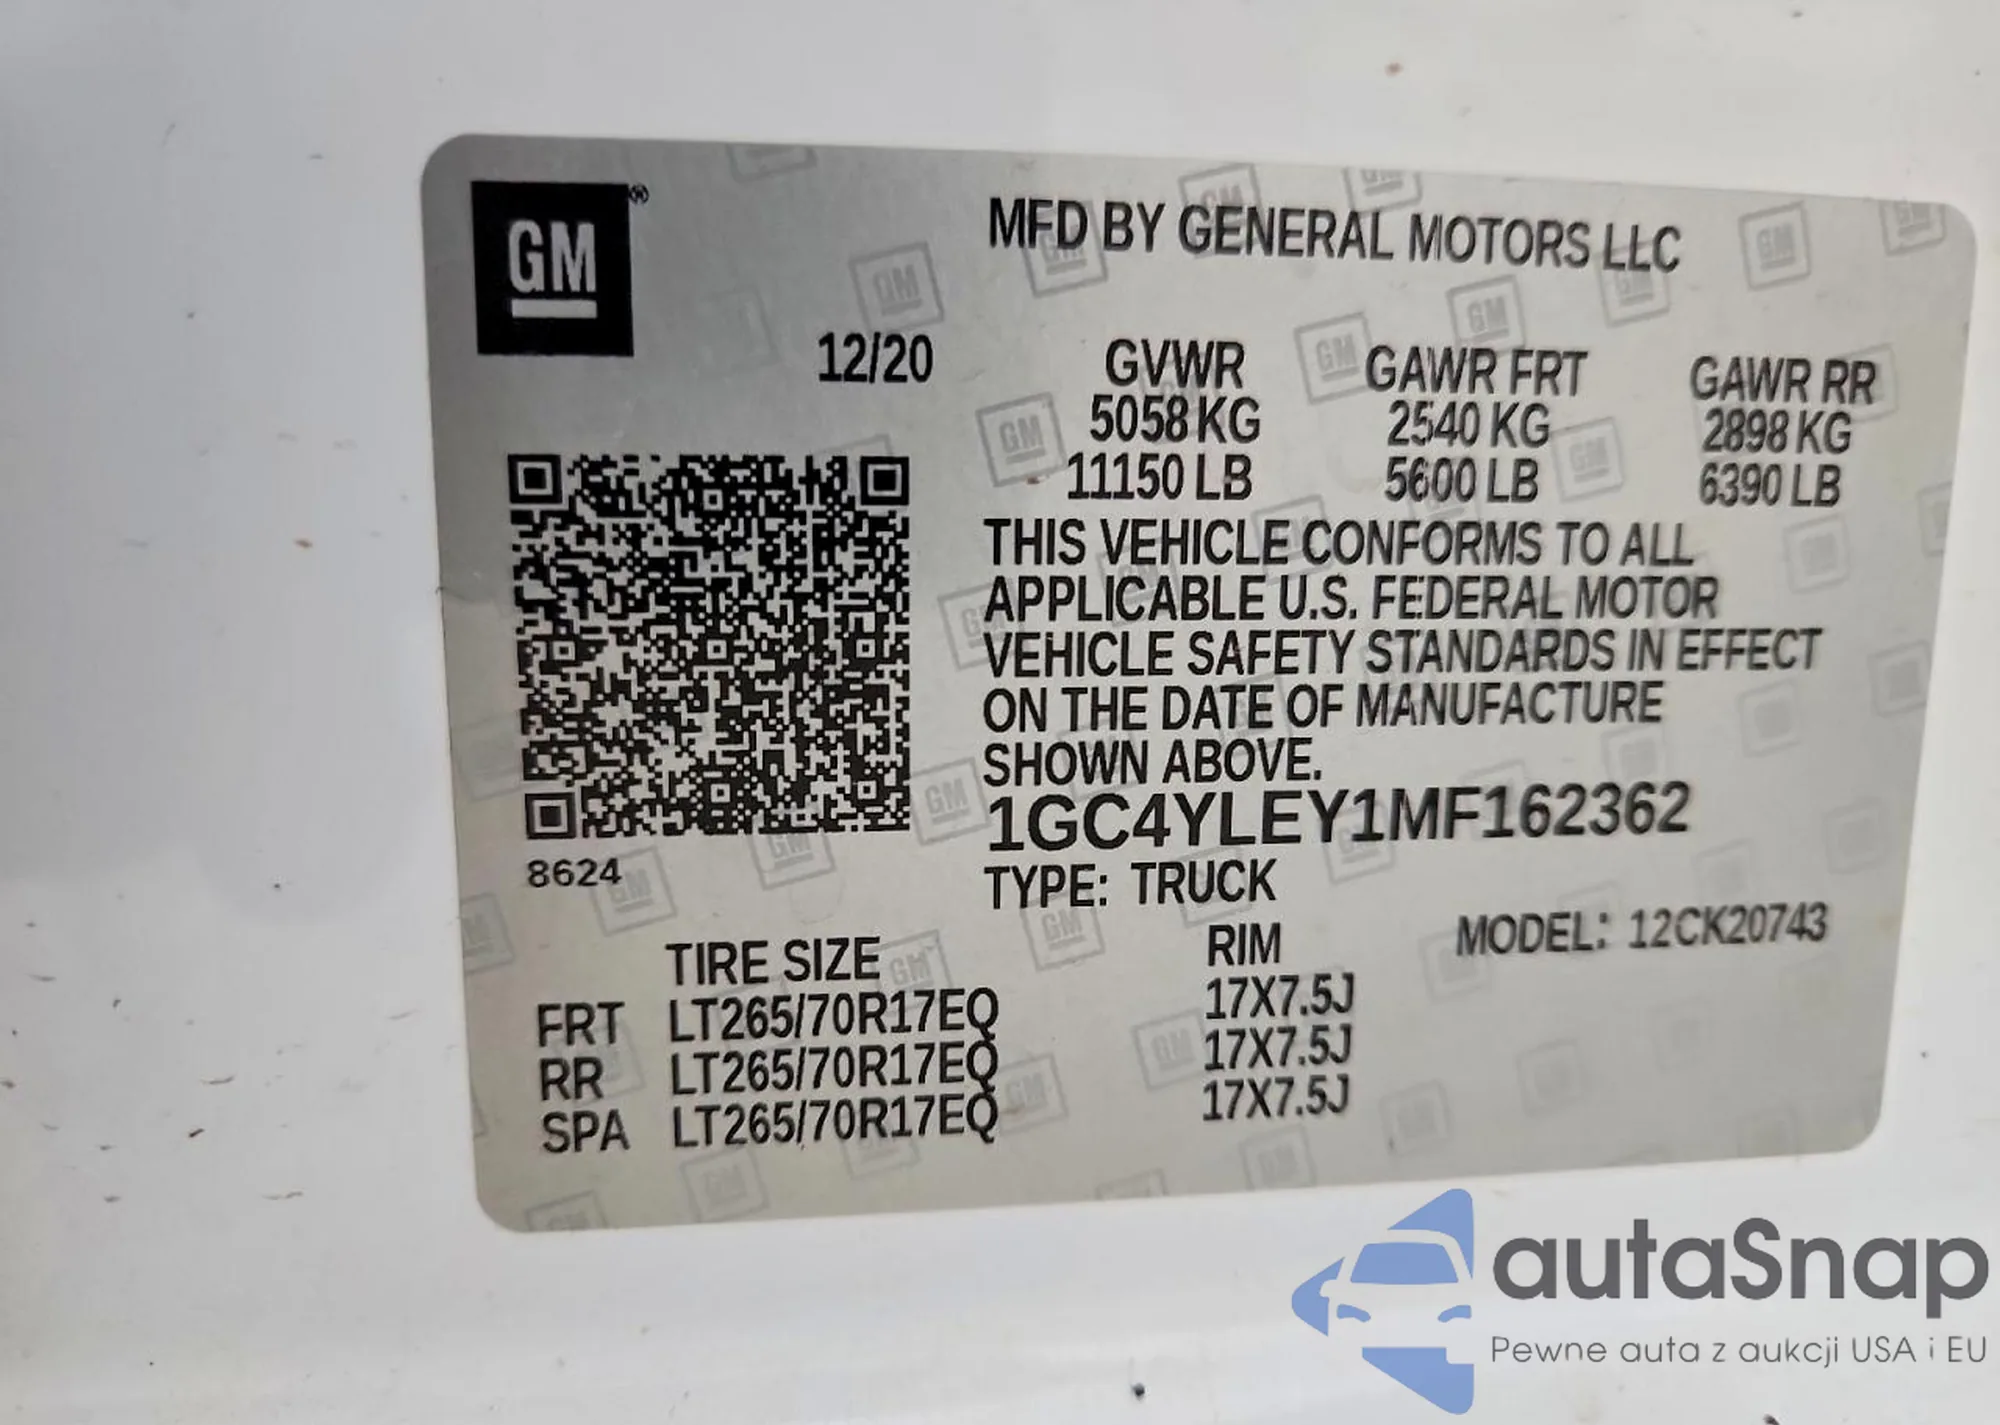 GM®
MFD BY GENERAL MOTORS LLC
12/20
GVWR GAWR FRT GAWR RR
5058 KG 2540 KG 2898 KG
11150 LB 5600 LB 6390 LB
THIS VEHICLE CONFORMS TO ALL
APPLICABLE U.S. FEDERAL MOTOR
VEHICLE SAFETY STANDARDS IN EFFECT
ON THE DATE OF MANUFACTURE
SHOWN ABOVE.
1GC4YLEY1MF162362
8624
TYPE: TRUCK
MODEL: 12CK20743
TIRE SIZE RIM
FRT LT265/70R17EQ 17X7.5J
RR LT265/70R17EQ 17X7.5J
SPA LT265/70R17EQ 17X7.5J
autaSnap
Pewne auta z aukcji USA i EU